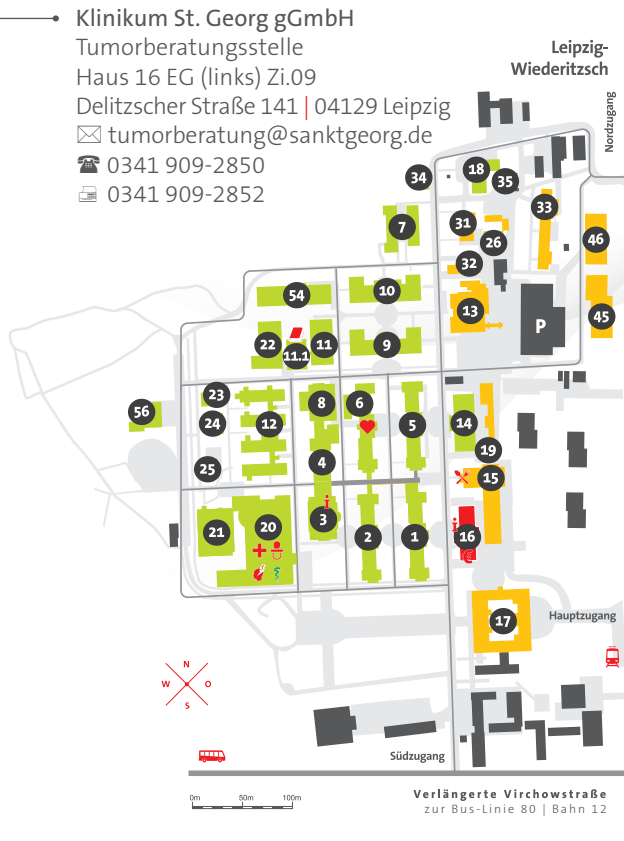 Klinikum St. Georg gGmbH
Tumorberatungsstelle
Haus 16 EG (links) Zi.09
Delitzscher Straße 141 | 04129 Leipzig
tumorberatung@sanktgeorg.de
0341 909-2850
0341 909-2852
Leipzig-
Wiederitzsch
Nordzugang
18
34
35
33
7
31
26
46
32
54
10
13
45
P
22
11.1
11
9
23
8
6
56
24
12
5
14
4
19
25
15
21
20
3
2
1
16
17
Hauptzugang
N
W O
S
Südzugang
0m 50m 100m
Verlängerte Virchowstraße
zur Bus-Linie 80 | Bahn 12